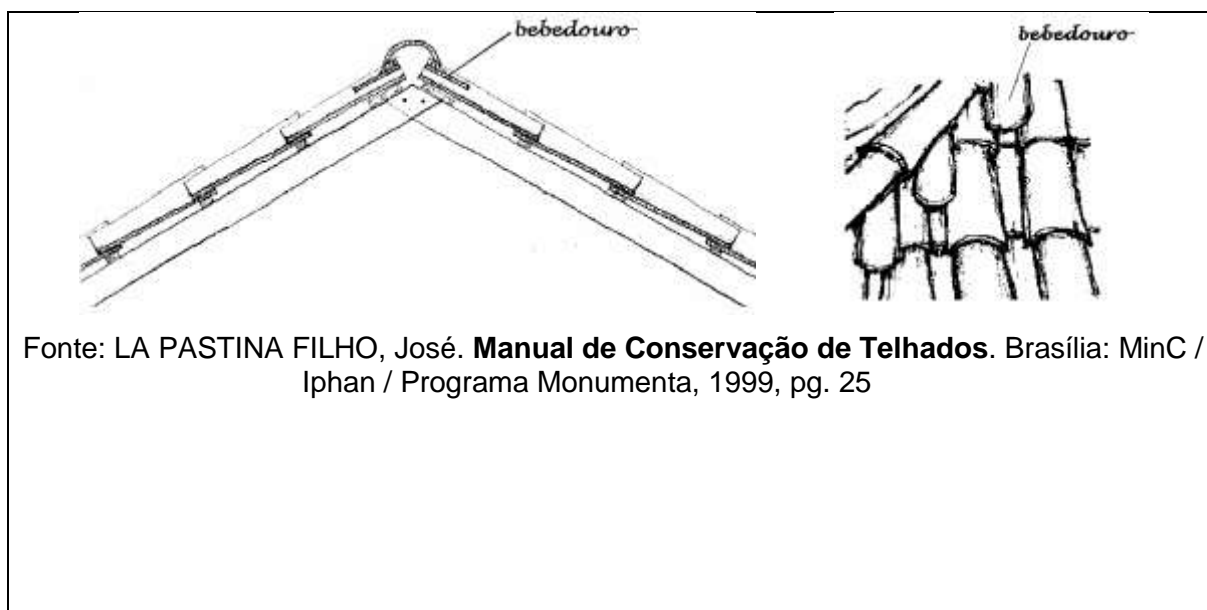 bebedouro
bebedouro
Fonte: LA PASTINA FILHO, José. Manual de Conservação de Telhados. Brasília: MinC /
Iphan / Programa Monumenta, 1999, pg. 25